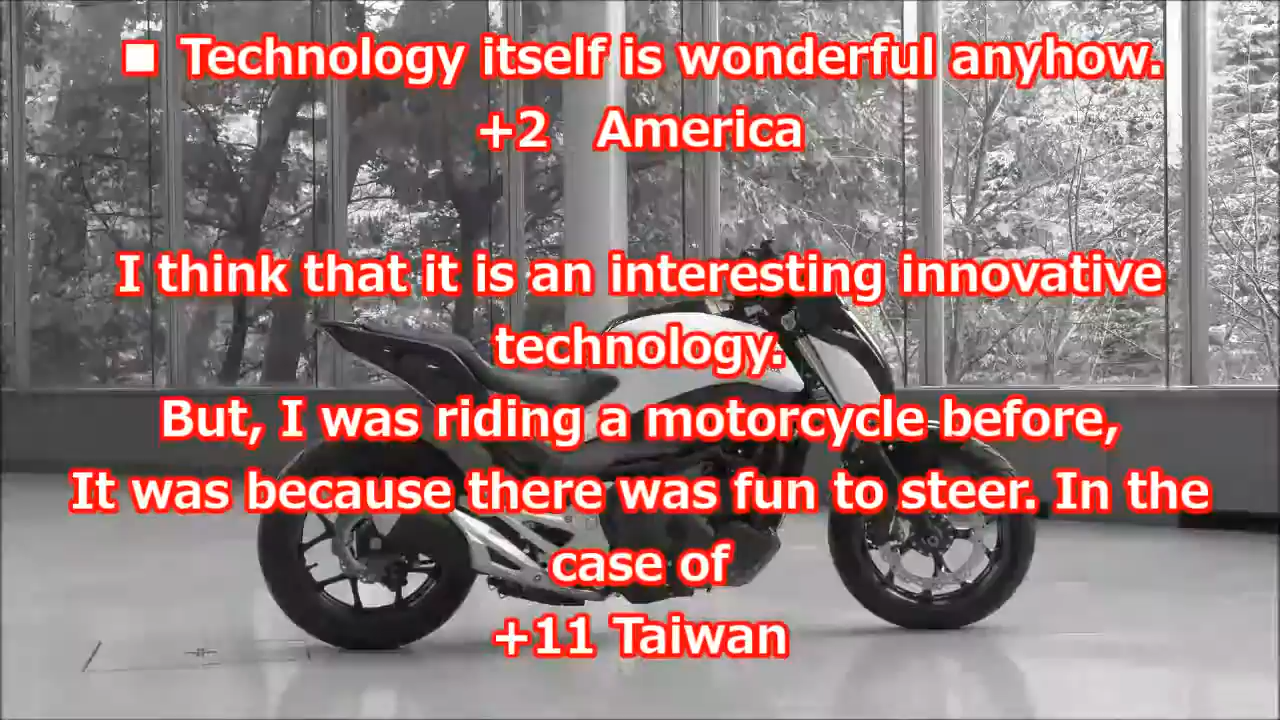 ■ Technology itself is wonderful anyhow.
+2 America
I think that it is an interesting innovative
technology.
But, I was riding a motorcycle before,
It was because there was fun to steer. In the
case of
+11 Taiwan